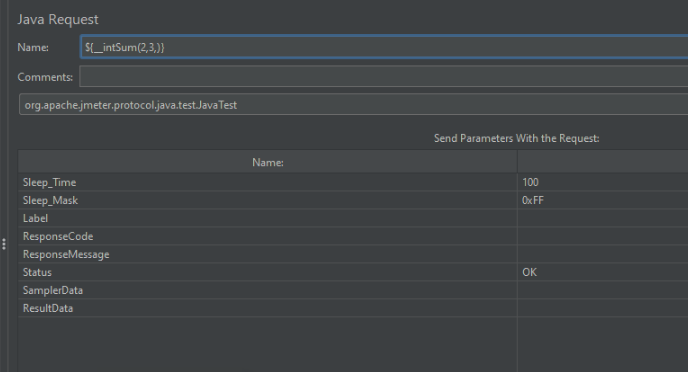 Java Request
Name: ${__intSum(2,3,)}
Comments:
org.apache.jmeter.protocol.java.test.JavaTest
Send Parameters With the Request:
Name:
Sleep_Time 100
Sleep_Mask 0xFF
Label
ResponseCode
ResponseMessage
Status OK
SamplerData
ResultData